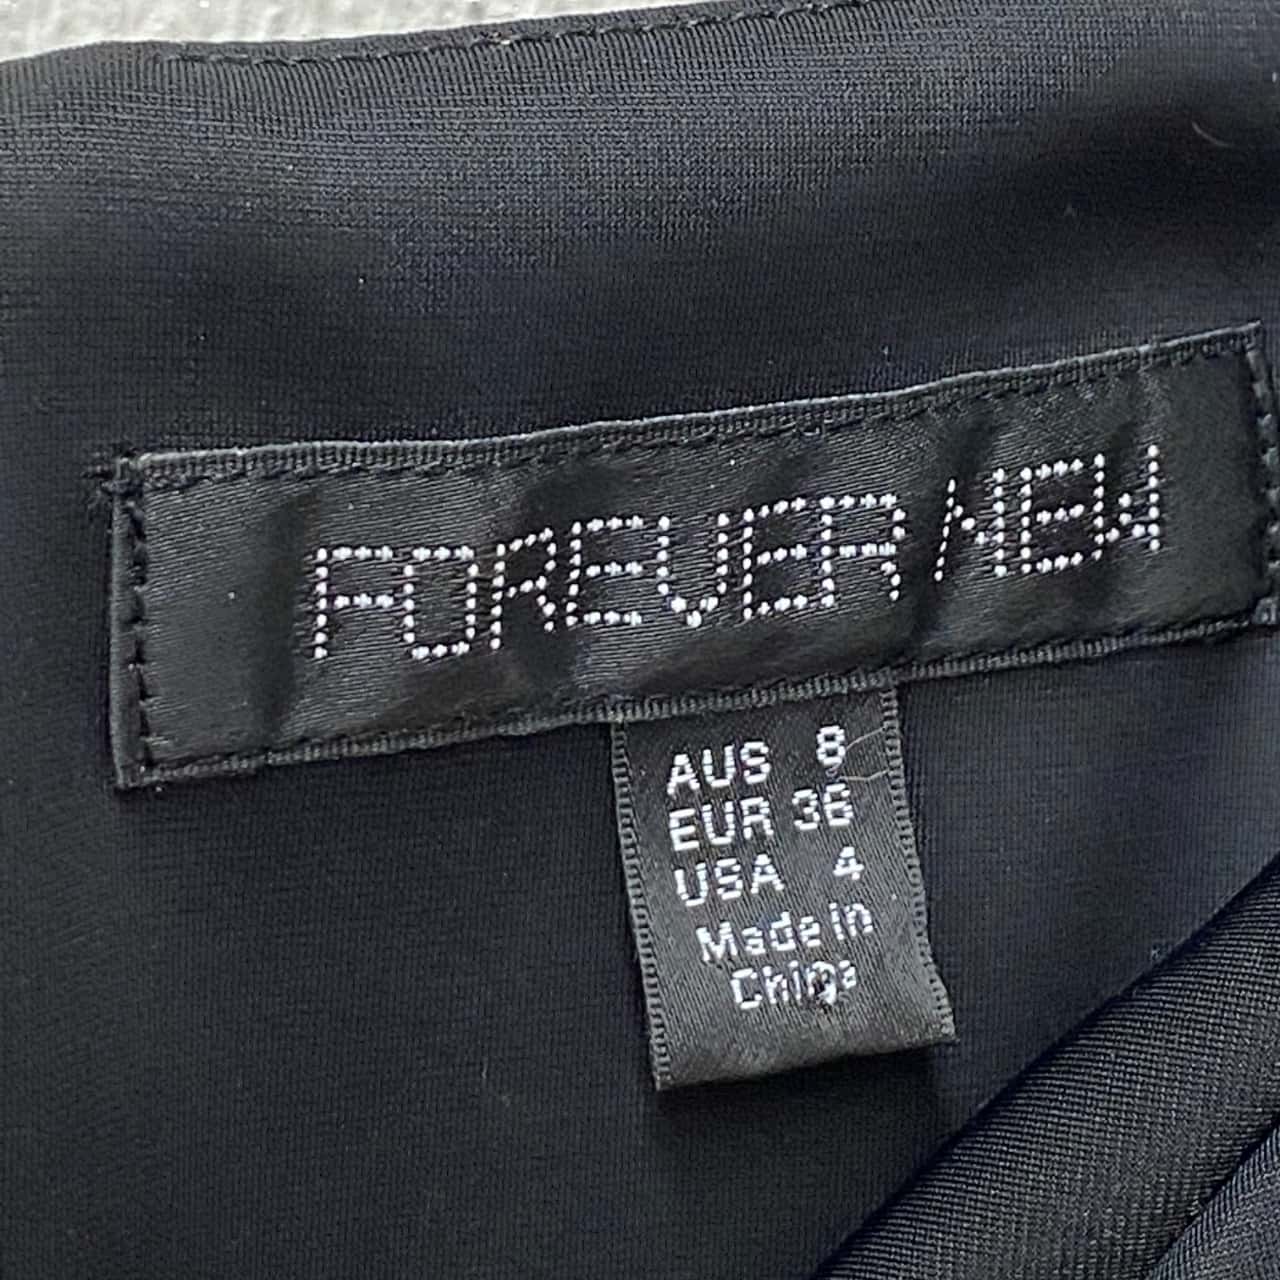 FOREVER NEW
AUS 8
EUR 36
USA 4
Made in
China